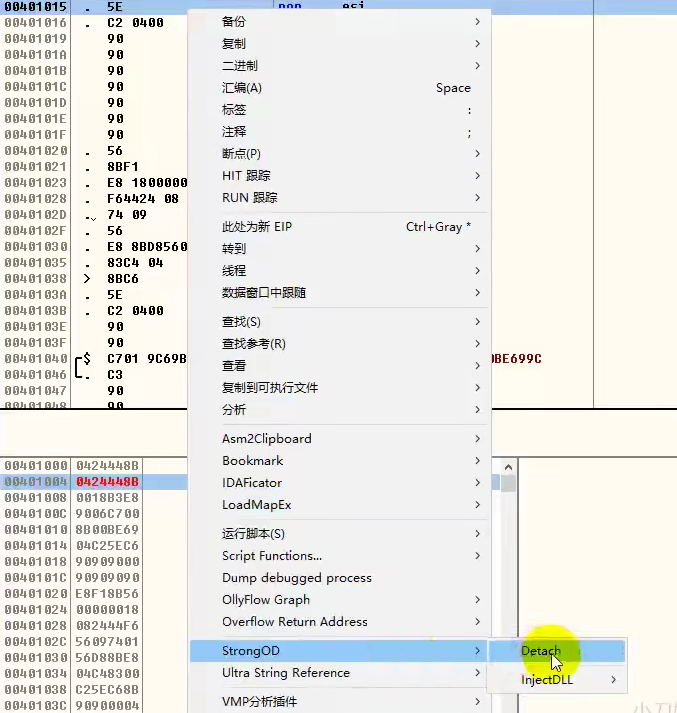 00401015 . 5E pop esi
00401016 . C2 0400
00401019 90
0040101A 90
0040101B 90
0040101C 90
0040101D 90
0040101E 90
0040101F 90
00401020 . 56
00401021 . 8BF1
00401023 . E8 1800000
00401028 . F64424 08
0040102D . 74 09
0040102F . 56
00401030 . E8 8BD8560
00401035 . 83C4 04
00401038 > 8BC6
0040103A . 5E
0040103B . C2 0400
0040103E 90
0040103F 90
00401040 $ C701 9C69B
0BE699C
00401046 . C3
00401047 90
00401048 90
备份
复制
二进制
汇编(A) Space
标签 :
注释 ;
断点(P)
HIT 跟踪
RUN 跟踪
此处为新 EIP Ctrl+Gray *
转到
线程
数据窗口中跟随
查找(S)
查找参考(R)
查看
复制到可执行文件
分析
Asm2Clipboard
Bookmark
IDAFicator
LoadMapEx
运行脚本(S)
Script Functions...
Dump debugged process
OllyFlow Graph
Overflow Return Address
StrongOD
Ultra String Reference
VMP分析插件
Detach
InjectDLL
00401000 0424448B
00401004 0424448B
00401008 0018B3E8
0040100C 9006C700
00401010 8B00BE69
00401014 04C25EC6
00401018 90909000
0040101C 90909090
00401020 E8F18B56
00401024 00000018
00401028 082444F6
0040102C 56097401
00401030 56D88BE8
00401034 04C48300
00401038 C25EC68B
0040103C 90900004